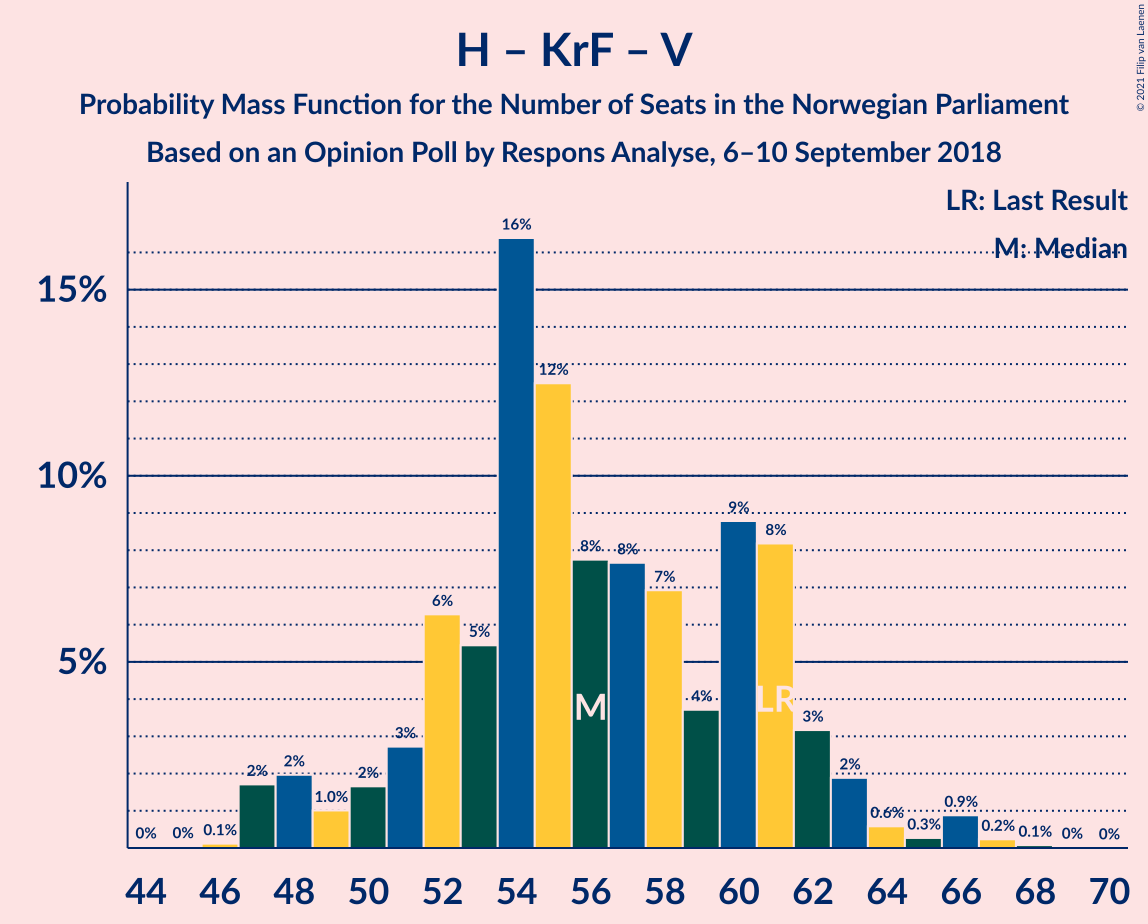 H – KrF – V
Probability Mass Function for the Number of Seats in the Norwegian Parliament
Based on an Opinion Poll by Respons Analyse, 6–10 September 2018
© 2021 Filip van Laenen
LR: Last Result
M: Median
15%
10%
5%
0% 0% 0.1% 2% 2% 1.0% 2% 3% 6% 5% 16% 12% 8% 8% 7% 4% 9% 8% 3% 2% 0.6% 0.3% 0.9% 0.2% 0.1% 0% 0%
M LR
44 46 48 50 52 54 56 58 60 62 64 66 68 70